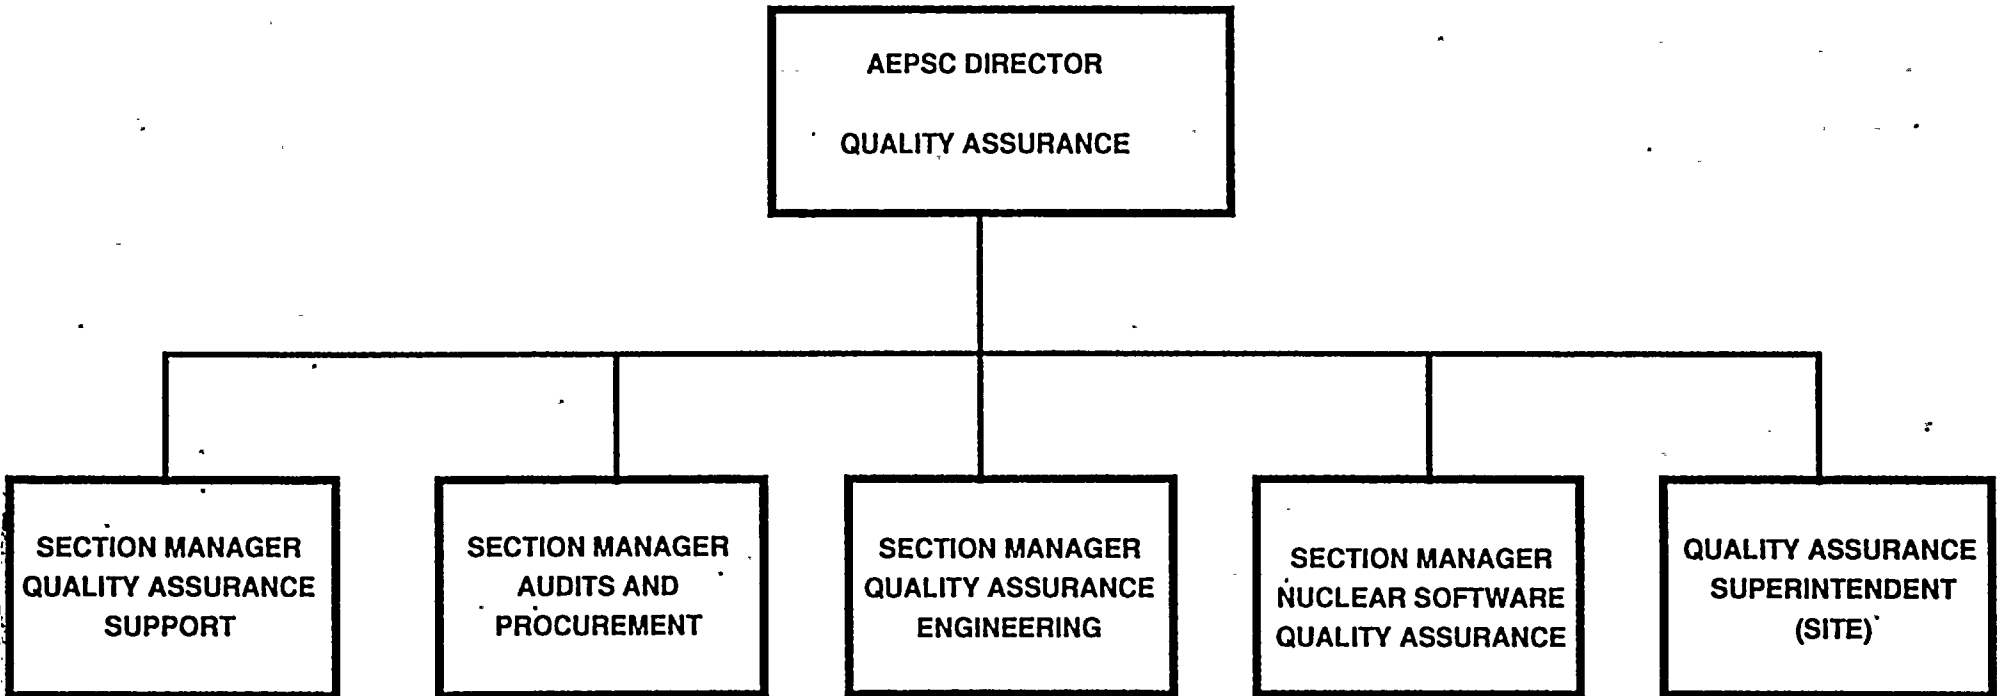 AEPSC DIRECTOR
QUALITY ASSURANCE
SECTION MANAGER
QUALITY ASSURANCE
SUPPORT
SECTION MANAGER
AUDITS AND
PROCUREMENT
SECTION MANAGER
QUALITY ASSURANCE
ENGINEERING
SECTION MANAGER
NUCLEAR SOFTWARE
QUALITY ASSURANCE
QUALITY ASSURANCE
SUPERINTENDENT
(SITE)